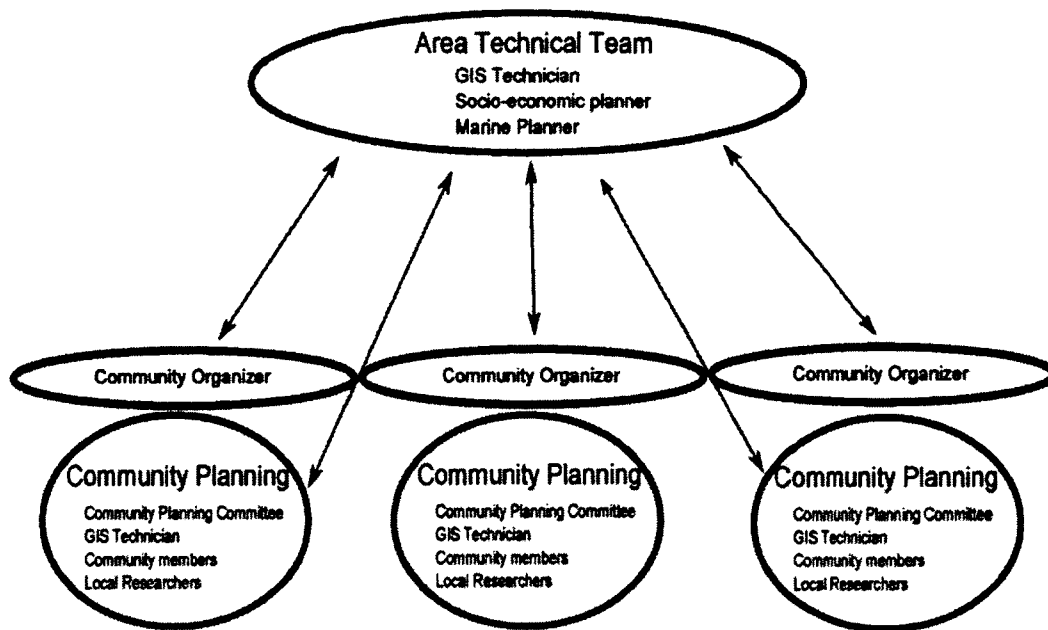 Area Technical Team
GIS Technician
Socio-economic planner
Marine Planner
Community Organizer
Community Organizer
Community Organizer
Community Planning
Community Planning Committee
GIS Technician
Community members
Local Researchers
Community Planning
Community Planning Committee
GIS Technician
Community members
Local Researchers
Community Planning
Community Planning Committee
GIS Technician
Community members
Local Researchers